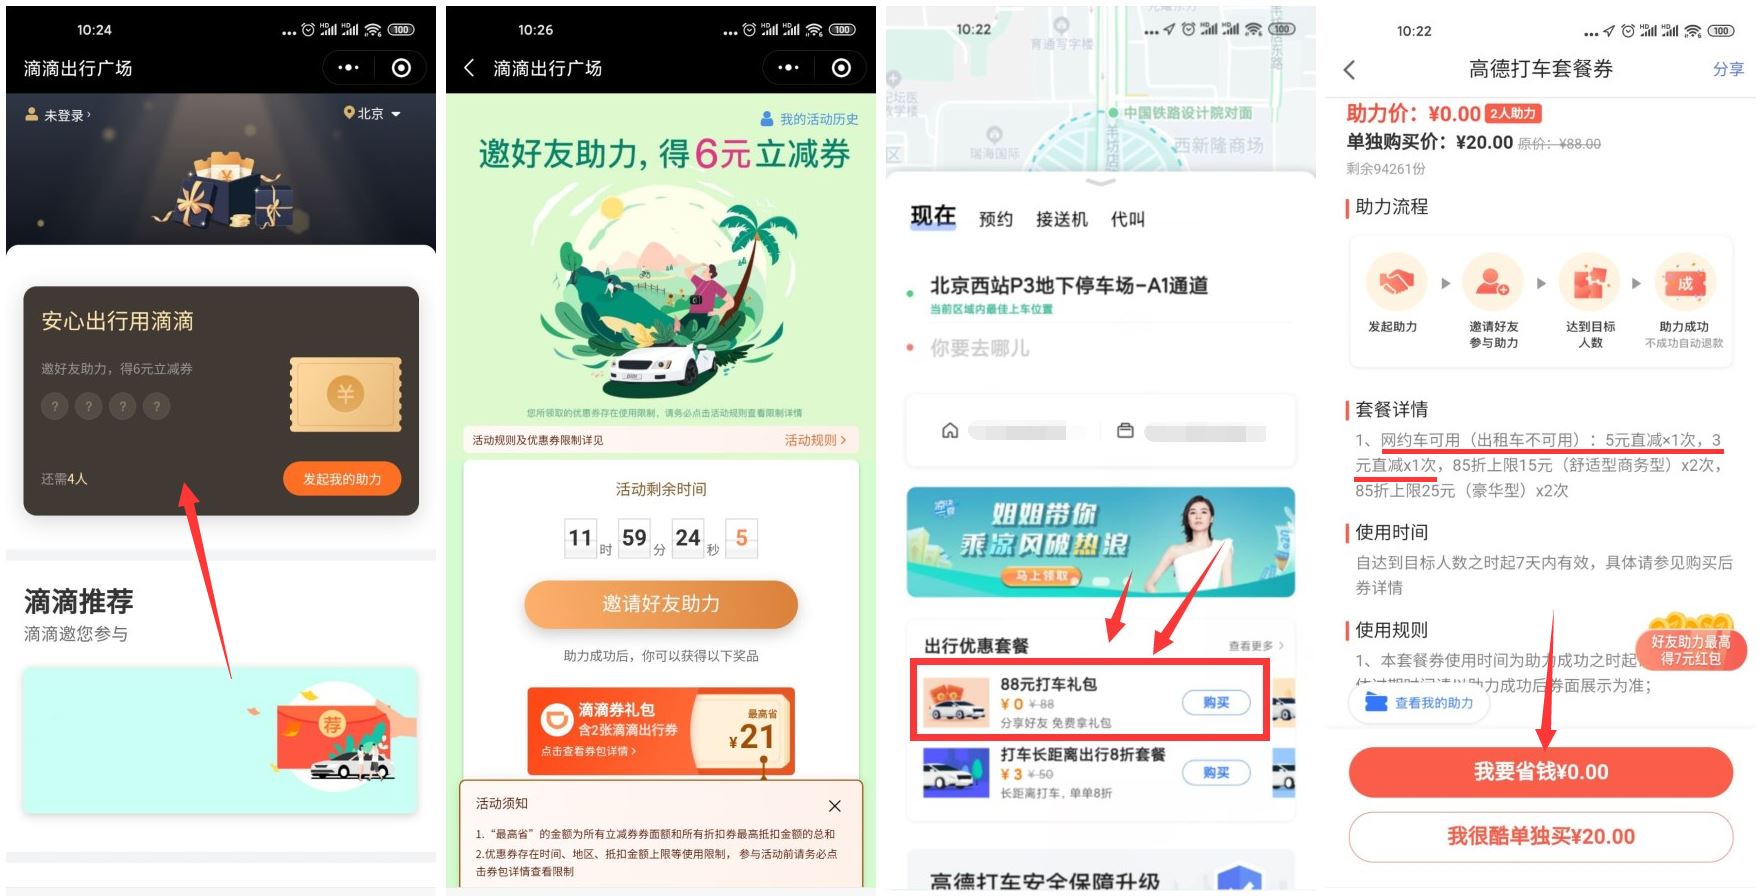 10:24
HD
HD
100
滴滴出行广场
未登录
北京
安心出行用滴滴
邀好友助力，得6元立减券
? ? ? ?
还需4人
发起我的助力
滴滴推荐
滴滴邀您参与
荐
10:26
HD
HD
100
滴滴出行广场
我的活动历史
邀好友助力, 得6元立减券
您所领取的优惠券存在使用限制，请务必点击活动规则查看限制详情
活动规则及优惠券限制详见
活动规则
活动剩余时间
11时59分24秒5
邀请好友助力
助力成功后，你可以获得以下奖品
滴滴券礼包
含2张滴滴出行券
点击查看券包详情
最高省
¥21
活动须知
1. “最高省”的金额为所有立减券券面额和所有折扣券最高抵扣金额的总和
2.优惠券存在时间、地区、抵扣金额上限等使用限制， 参与活动前请务必点
击券包详情查看限制
10:22
HD
HD
100
育通写字楼
中国铁路设计院对面
瑞海国际
西新隆商场
现在
预约
接送机
代叫
北京西站P3地下停车场-A1通道
当前区域内最佳上车位置
你要去哪儿
姐姐带你
乘凉风破热浪
马上领取
出行优惠套餐
查看更多
88元打车礼包
¥ 0 ¥ 88
分享好友 免费拿礼包
购买
打车长距离出行8折套餐
¥ 3 ¥ 50
长距离打车，单单8折
购买
高德打车安全保障升级
10:22
HD
HD
100
高德打车套餐券
分享
助力价：¥0.00 2人助力
单独购买价：¥20.00 原价：¥88.00
剩余94261份
助力流程
发起助力
邀请好友
参与助力
达到目标
人数
成
助力成功
不成功自动退款
套餐详情
1、网约车可用（出租车不可用）：5元直减×1次，3
元直减x1次，85折上限15元（舒适型商务型）x2次，
85折上限25元（豪华型）x2次
使用时间
自达到目标人数之时起7天内有效，具体请参见购买后
券详情
使用规则
好友助力最高
得7元红包
1、本套餐券使用时间为助力成功之时起
助力成功后券面展示为准；
查看我的助力
我要省钱¥0.00
我很酷单独买¥20.00